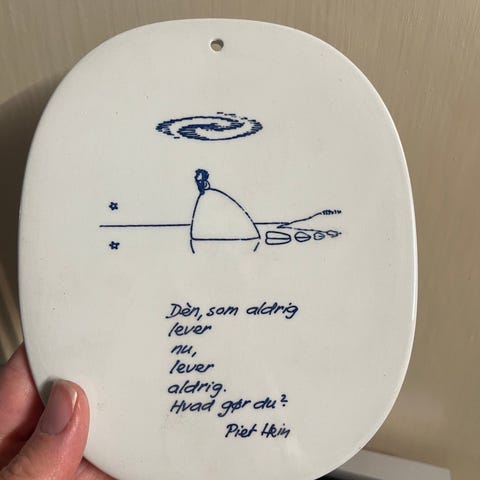 Dèn, som aldrig
lever
nu,
lever
aldrig.
Hvad gør du?
Piet Hein